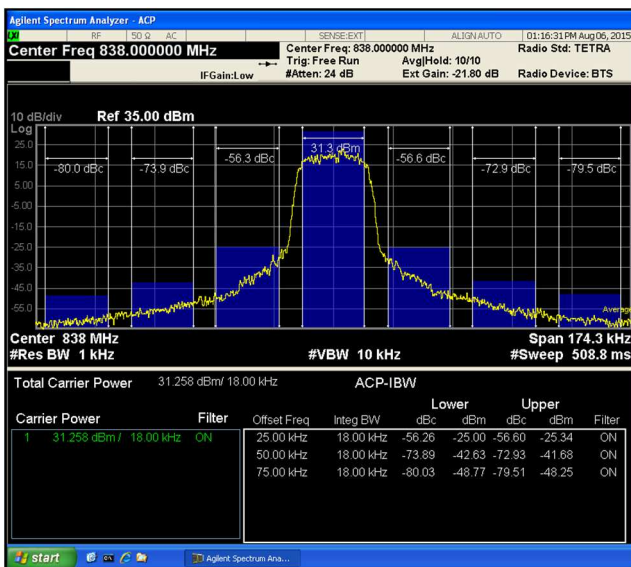 Agilent Spectrum Analyzer - ACP
LXI RF 50 Ω AC SENSE:EXT ALIGNAUTO 01:16:31PM Aug 06, 2015
Center Freq 838.000000 MHz Center Freq: 838.000000 MHz Radio Std: TETRA
Trig: Free Run Avg|Hold: 10/10
IFGain:Low #Atten: 24 dB Ext Gain: -21.80 dB Radio Device: BTS
10 dB/div Ref 35.00 dBm
Log
25.0
15.0
5.00
-5.00
-15.0
-25.0
-35.0
-45.0
-55.0
-80.0 dBc -73.9 dBc -56.3 dBc 31.3 dBm -56.6 dBc -72.9 dBc -79.5 dBc
Average
Center 838 MHz Span 174.3 kHz
#Res BW 1 kHz #VBW 10 kHz #Sweep 508.8 ms
Total Carrier Power 31.258 dBm/ 18.00 kHz ACP-IBW
Lower Upper
Carrier Power Filter Offset Freq Integ BW dBc dBm dBc dBm Filter
1 31.258 dBm / 18.00 kHz ON 25.00 kHz 18.00 kHz -56.26 -25.00 -56.60 -25.34 ON
50.00 kHz 18.00 kHz -73.89 -42.63 -72.93 -41.68 ON
75.00 kHz 18.00 kHz -80.03 -48.77 -79.51 -48.25 ON
start Agilent Spectrum Ana...